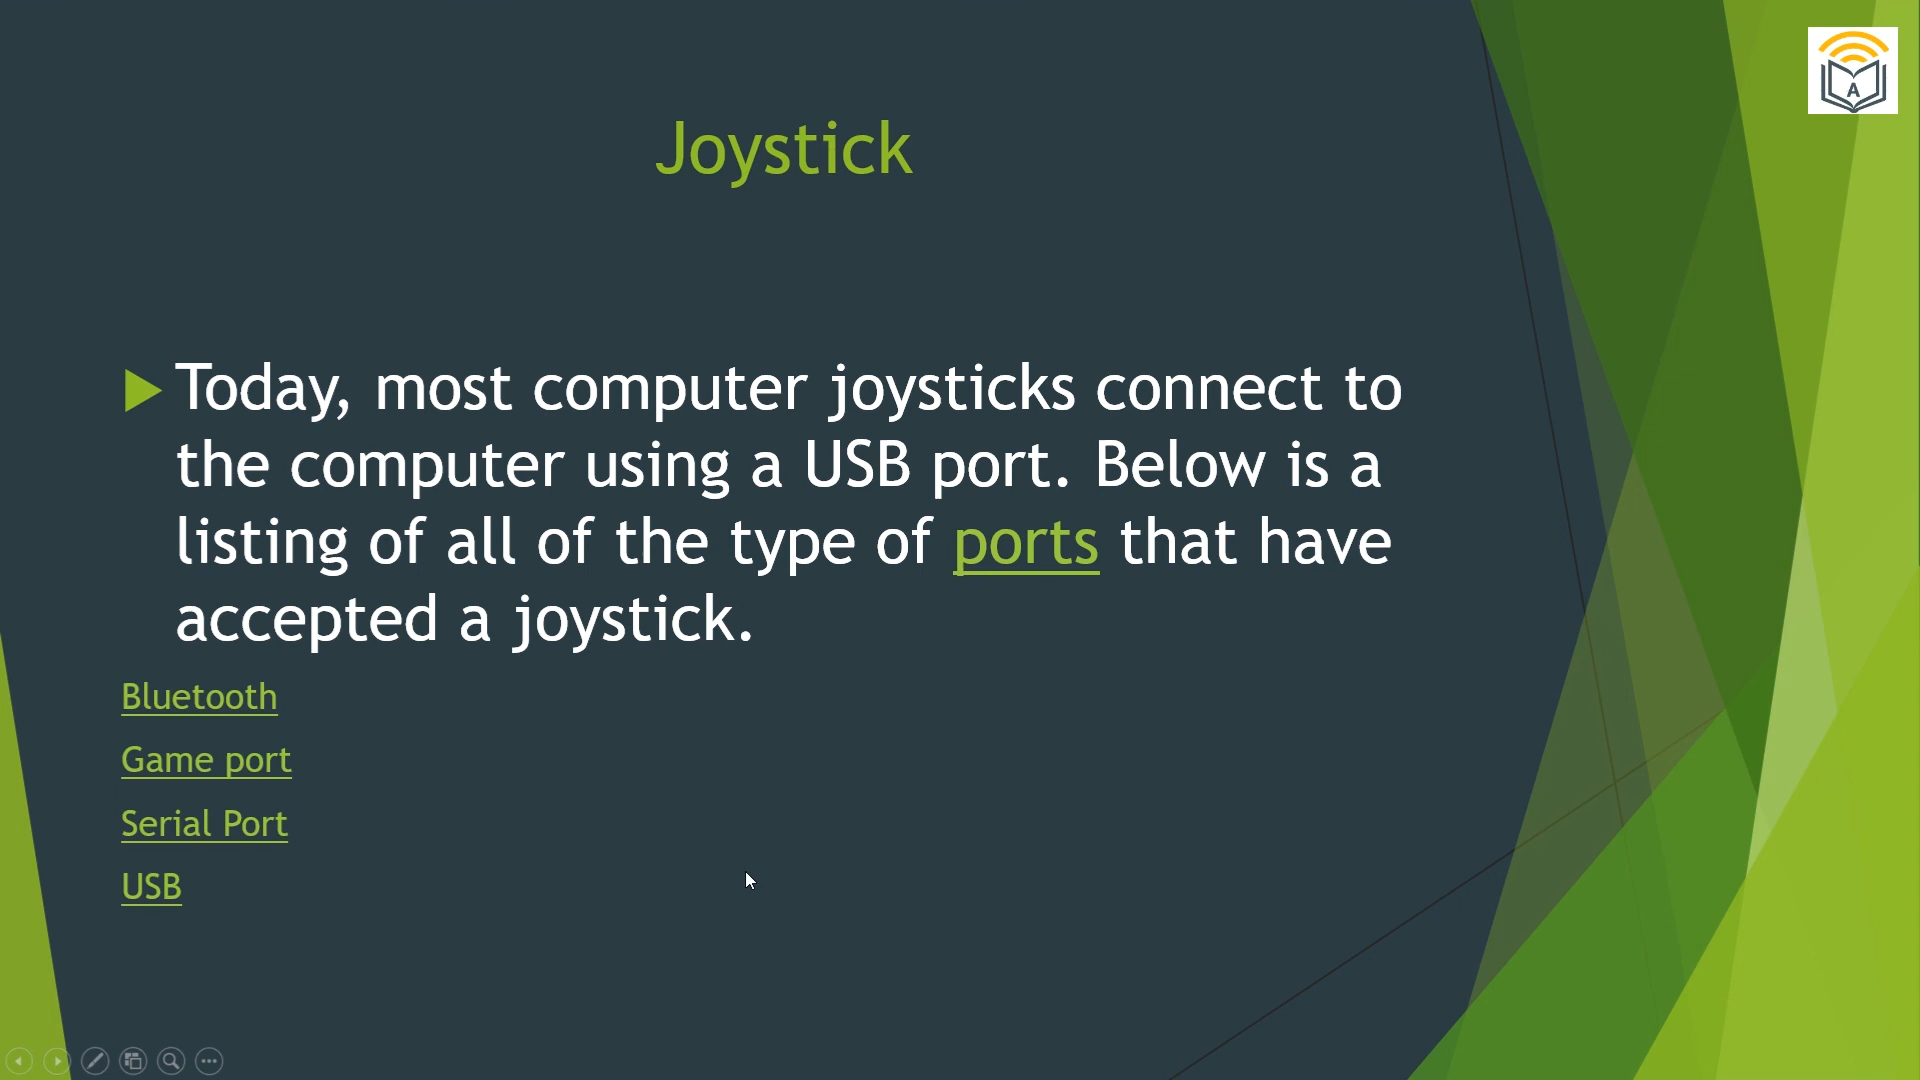 A
Joystick
Today, most computer joysticks connect to
the computer using a USB port. Below is a
listing of all of the type of ports that have
accepted a joystick.
Bluetooth
Game port
Serial Port
USB